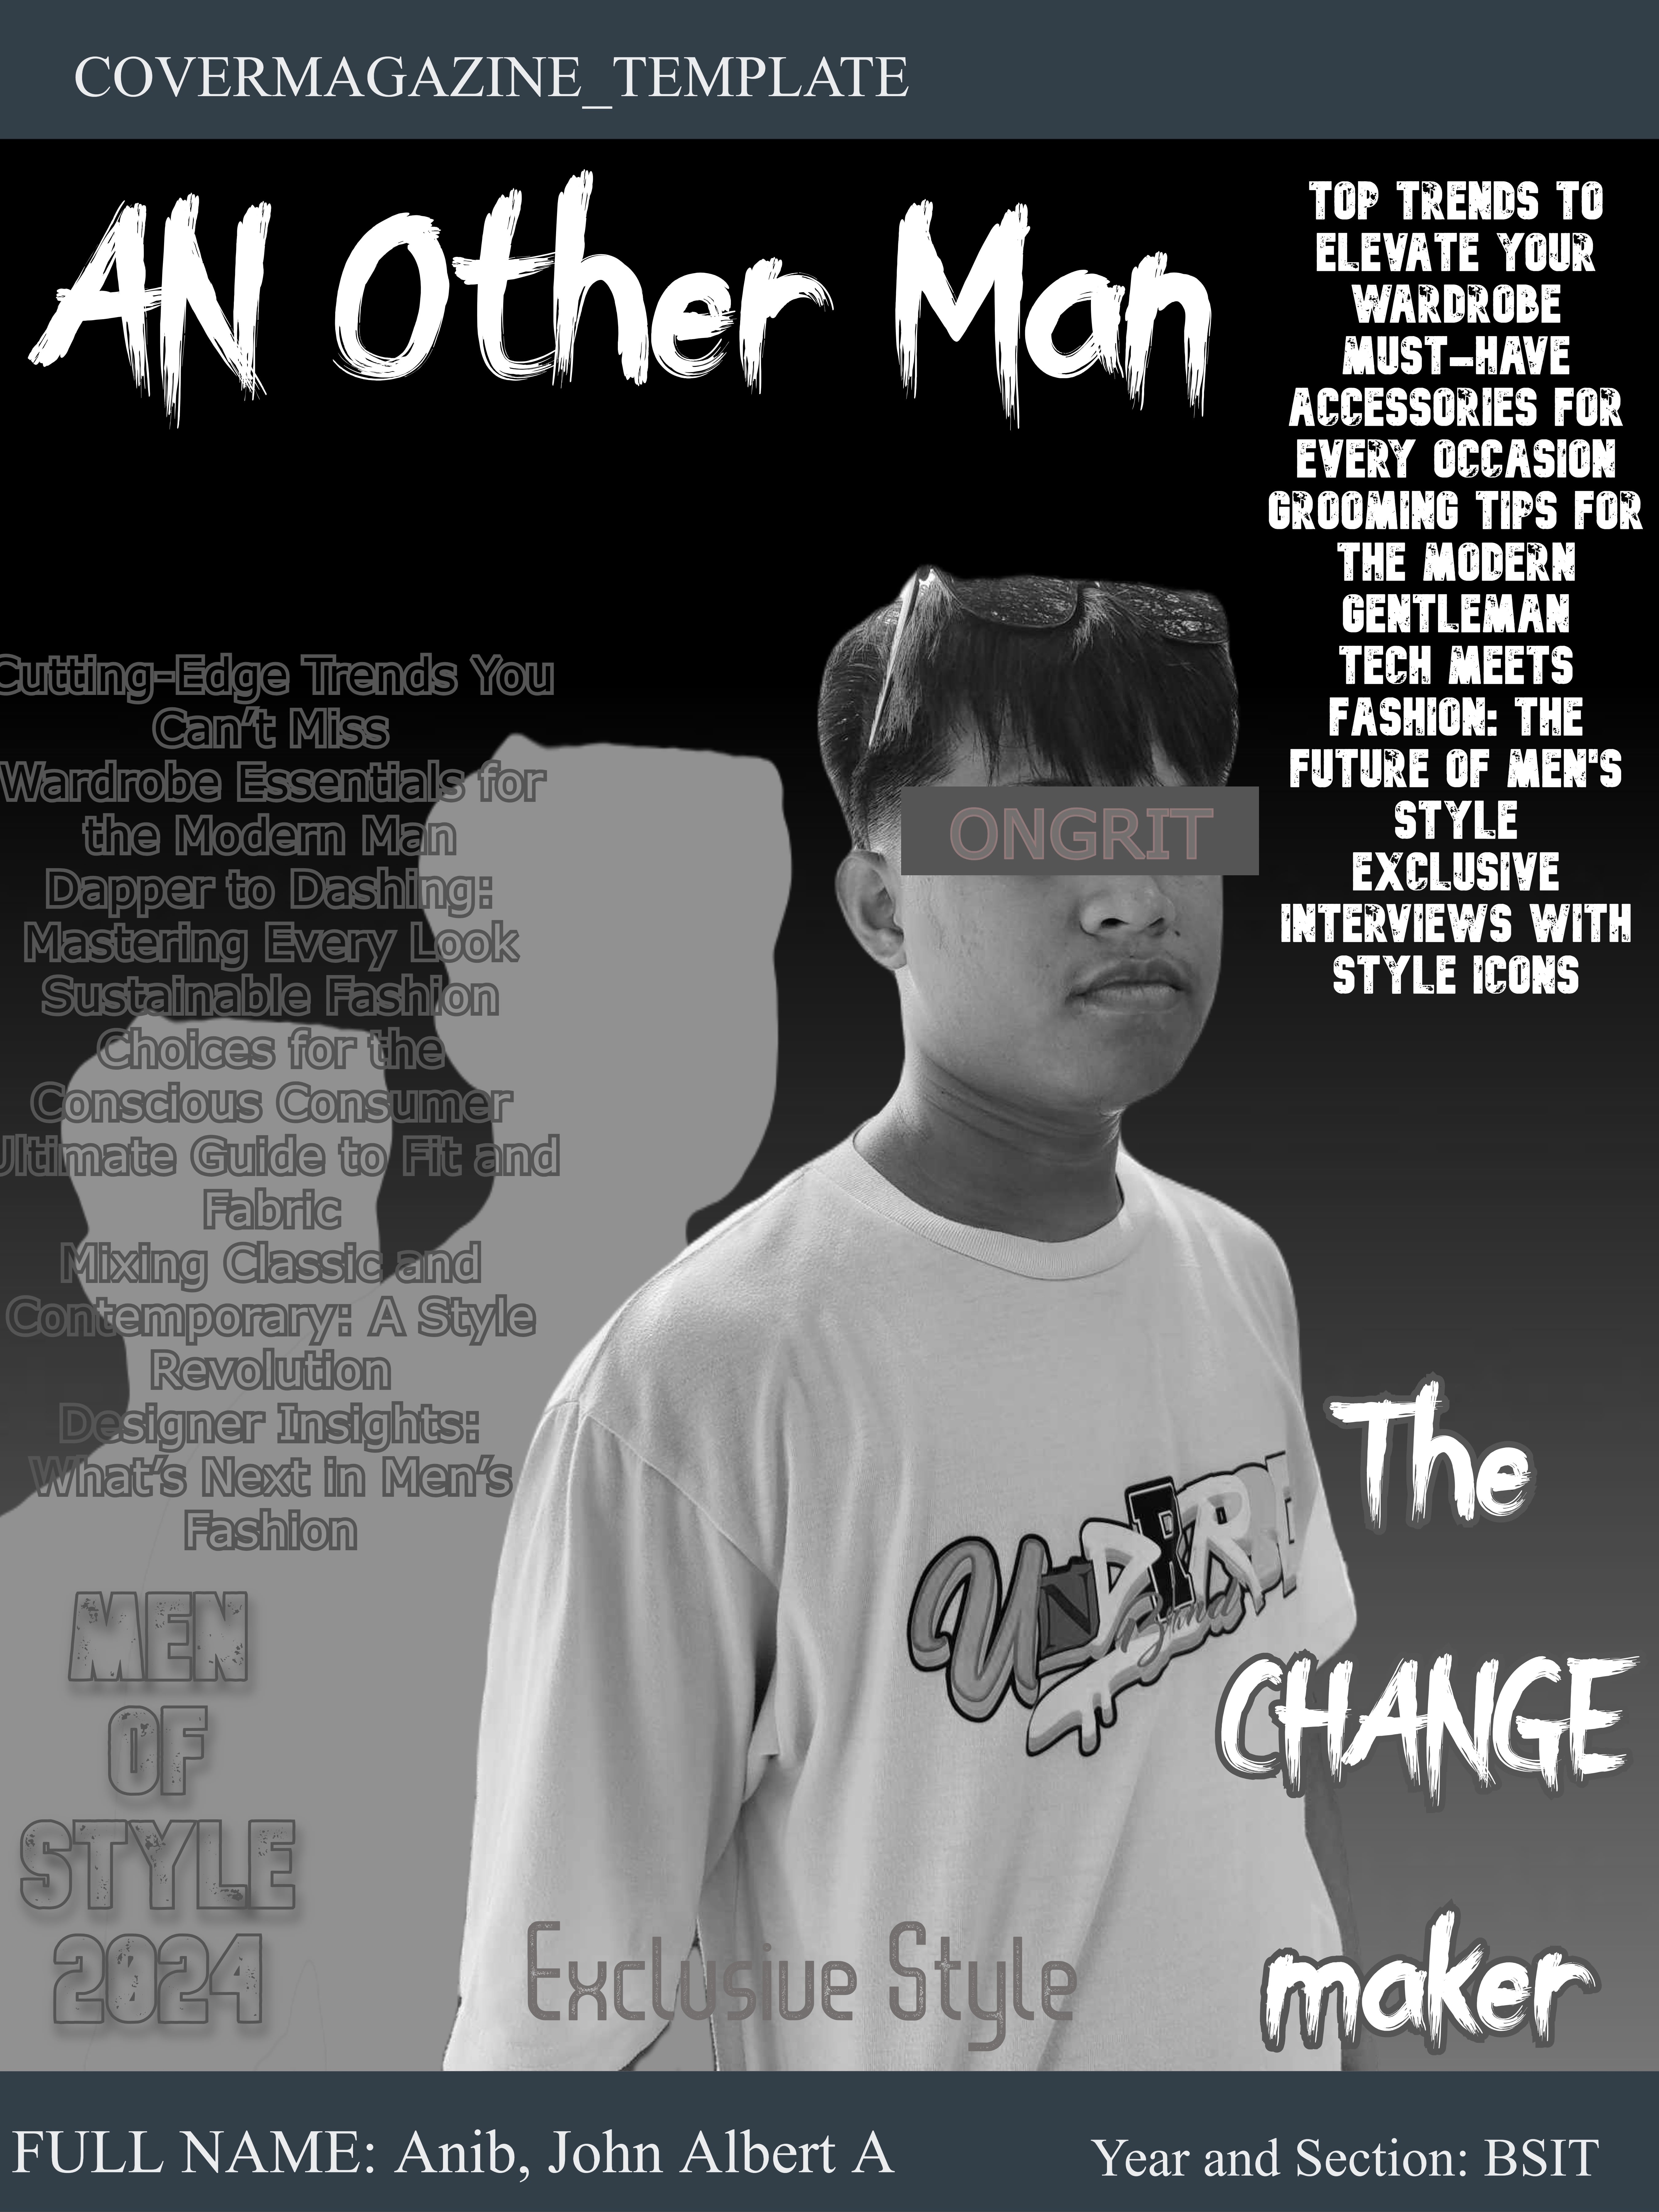 COVERMAGAZINE_TEMPLATE
AN Other Man
TOP TRENDS TO
ELEVATE YOUR
WARDROBE
MUST-HAVE
ACCESSORIES FOR
EVERY OCCASION
GROOMING TIPS FOR
THE MODERN
GENTLEMAN
TECH MEETS
FASHION: THE
FUTURE OF MEN'S
STYLE
EXCLUSIVE
INTERVIEWS WITH
STYLE ICONS
Cutting-Edge Trends You
Can't Miss
Wardrobe Essentials for
the Modern Man
Dapper to Dashing:
Mastering Every Look
Sustainable Fashion
Choices for the
Conscious Consumer
Ultimate Guide to Fit and
Fabric
Mixing Classic and
Contemporary: A Style
Revolution
Designer Insights:
What's Next in Men's
Fashion
ONGRIT
The
CHANGE
maker
Brand
MEN
OF
STYLE
2024
Exclusive Style
FULL NAME: Anib, John Albert A
Year and Section: BSIT